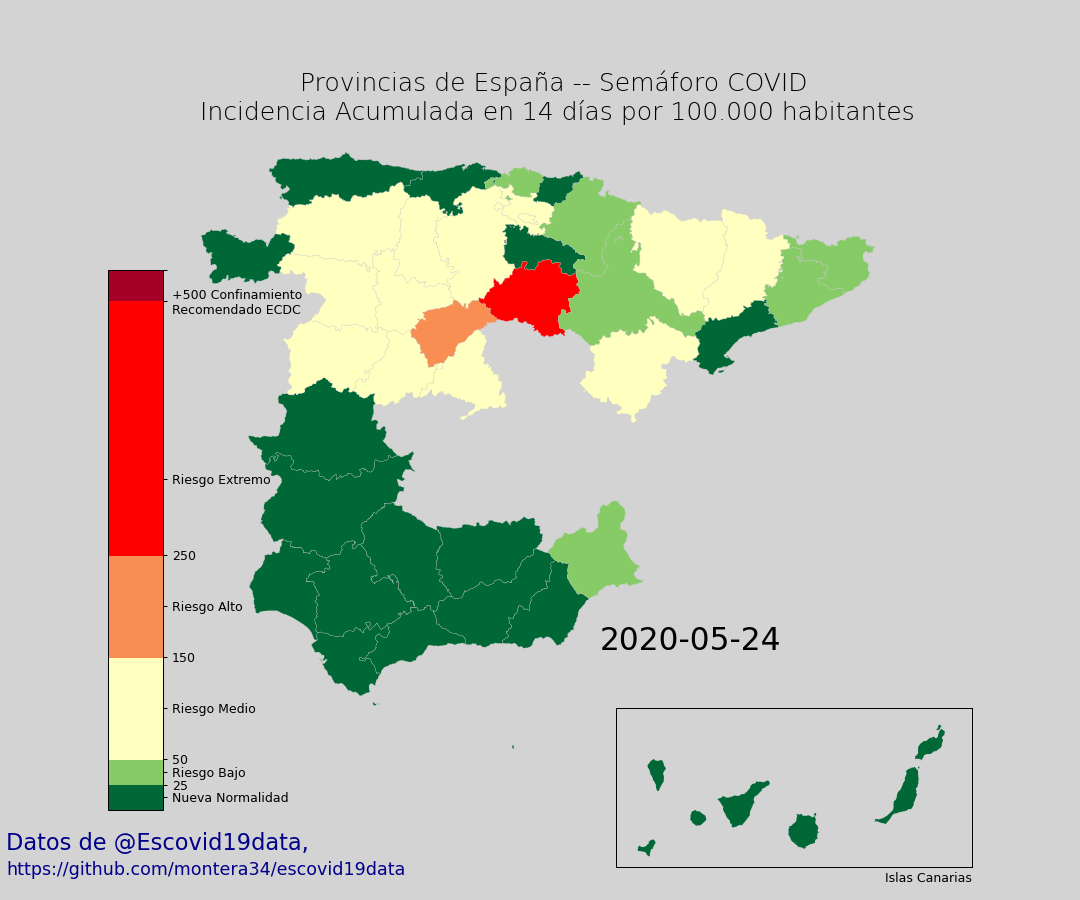 Provincias de España -- Semáforo COVID
Incidencia Acumulada en 14 días por 100.000 habitantes
+500 Confinamiento
Recomendado ECDC
Riesgo Extremo
250
Riesgo Alto
150
Riesgo Medio
50
Riesgo Bajo
25
Nueva Normalidad
2020-05-24
Islas Canarias
Datos de @Escovid19data,
https://github.com/montera34/escovid19data